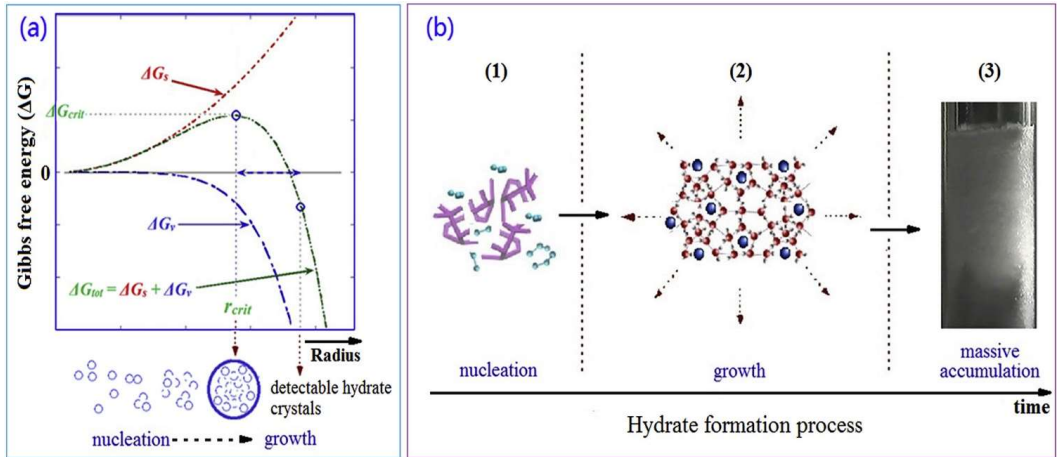 (a)
ΔGs
ΔGcrit
0
ΔGv
ΔGtot = ΔGs + ΔGv
rcrit
Gibbs free energy (ΔG)
Radius
detectable hydrate
crystals
nucleation
growth
(b)
(1)
(2)
(3)
nucleation
growth
massive
accumulation
time
Hydrate formation process